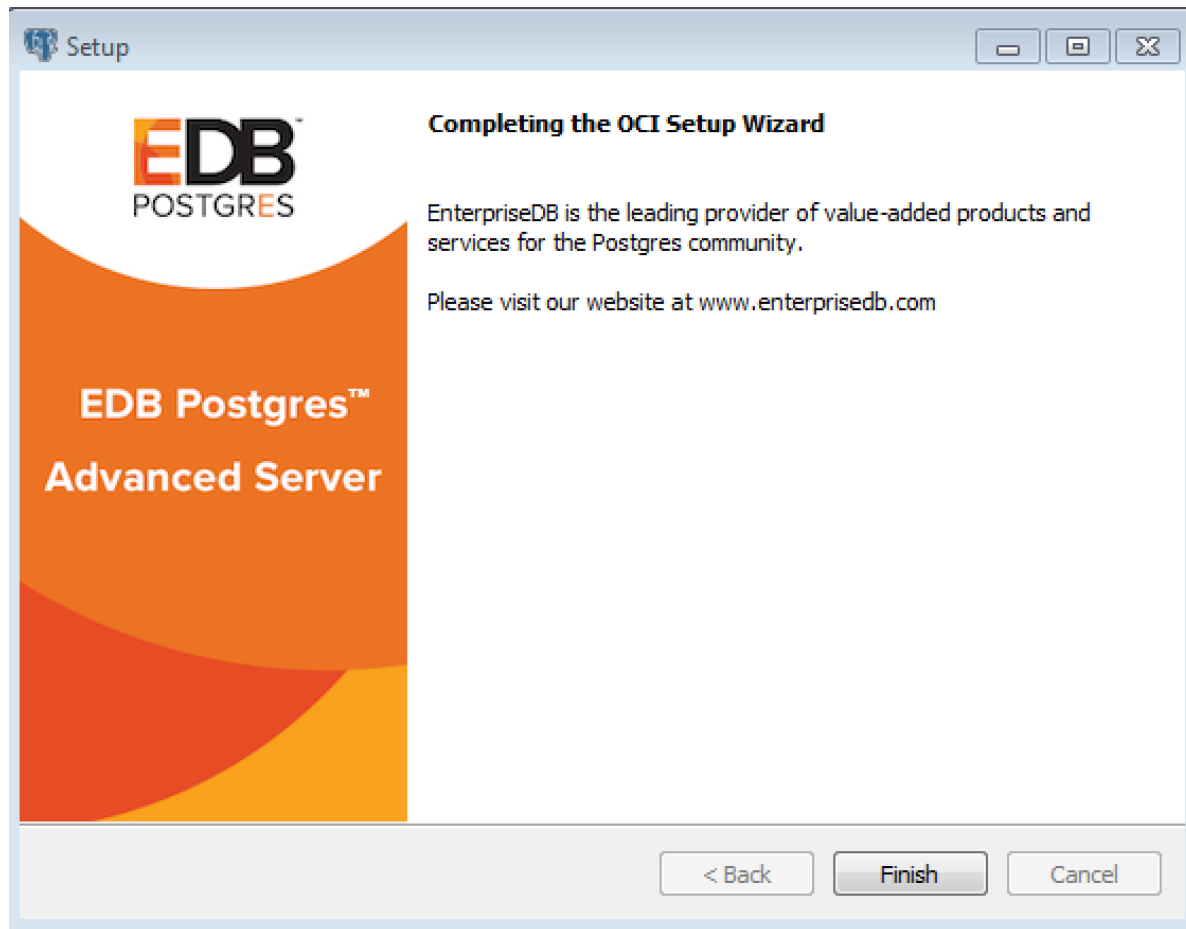 Setup
EDB™
POSTGRES
Completing the OCI Setup Wizard
EnterpriseDB is the leading provider of value-added products and
services for the Postgres community.
Please visit our website at www.enterprisedb.com
EDB Postgres™
Advanced Server
< Back
Finish
Cancel